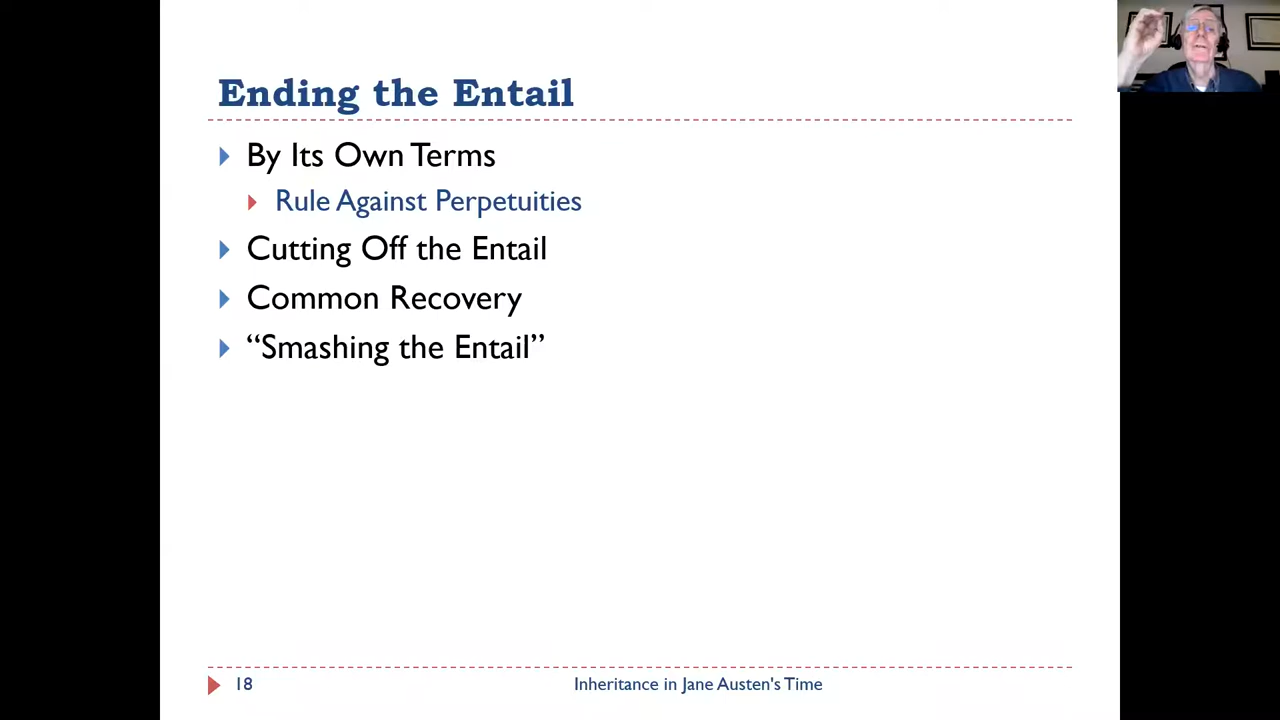 Ending the Entail
By Its Own Terms
Rule Against Perpetuities
Cutting Off the Entail
Common Recovery
“Smashing the Entail”
18
Inheritance in Jane Austen's Time